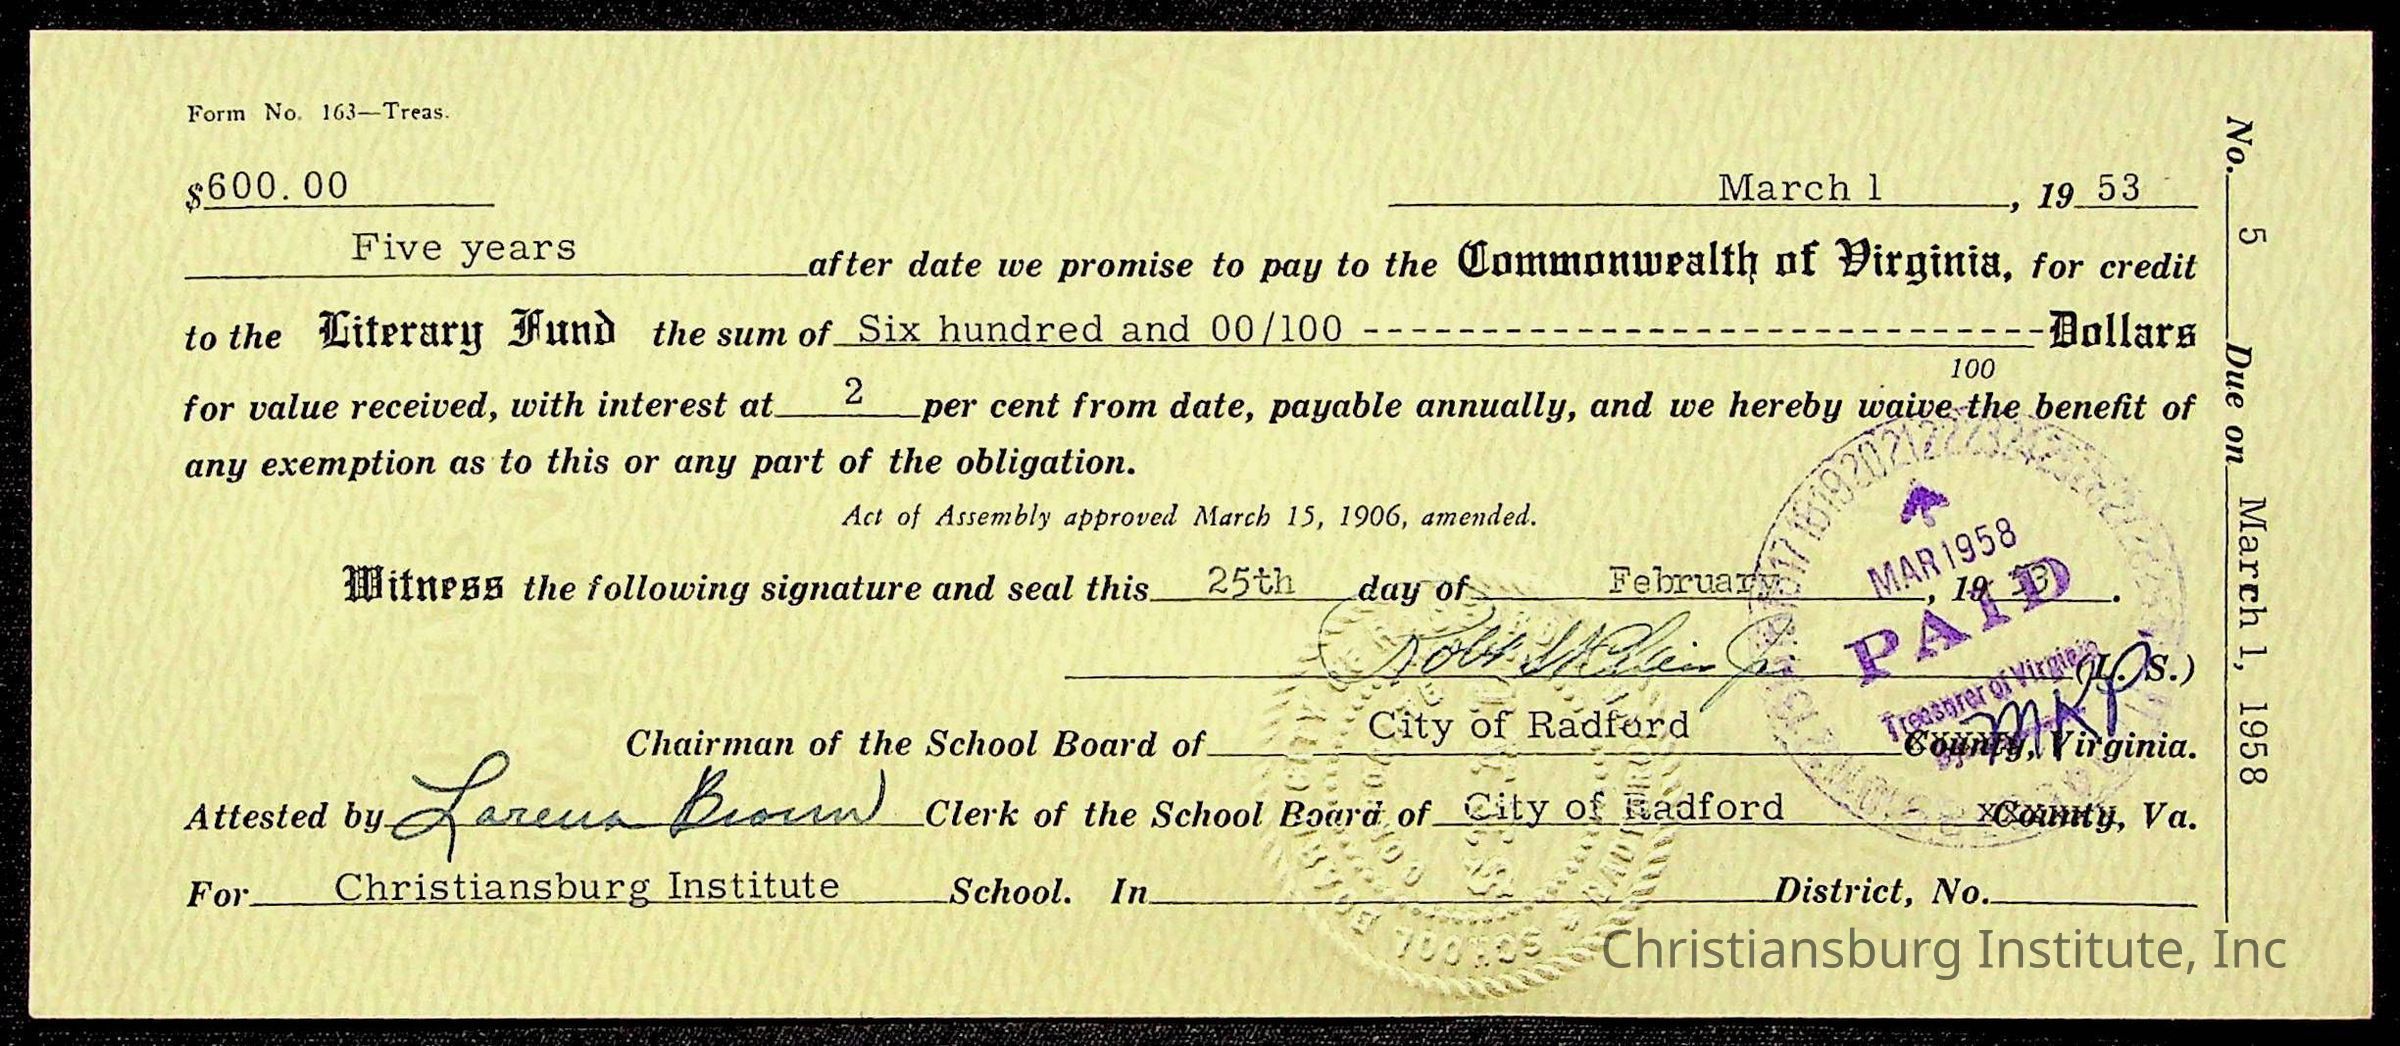 Form No. 163—Treas.
$600.00 March 1, 1953
Five years after date we promise to pay to the Commonwealth of Virginia, for credit
to the Literary Fund the sum of Six hundred and 00/100 ----------------------------- Dollars
100
for value received, with interest at 2 per cent from date, payable annually, and we hereby waive the benefit of
any exemption as to this or any part of the obligation.
Act of Assembly approved March 15, 1906, amended.
Witness the following signature and seal this 25th day of February, 19
(L. S.)
Chairman of the School Board of City of Radford County, Virginia.
Attested by Lorena Brown Clerk of the School Board of City of Radford County, Va.
For Christiansburg Institute School. In District, No.
No. 5 Due on March 1, 1958
MAR 1958
PAID
Treasurer of Virginia
Christiansburg Institute, Inc